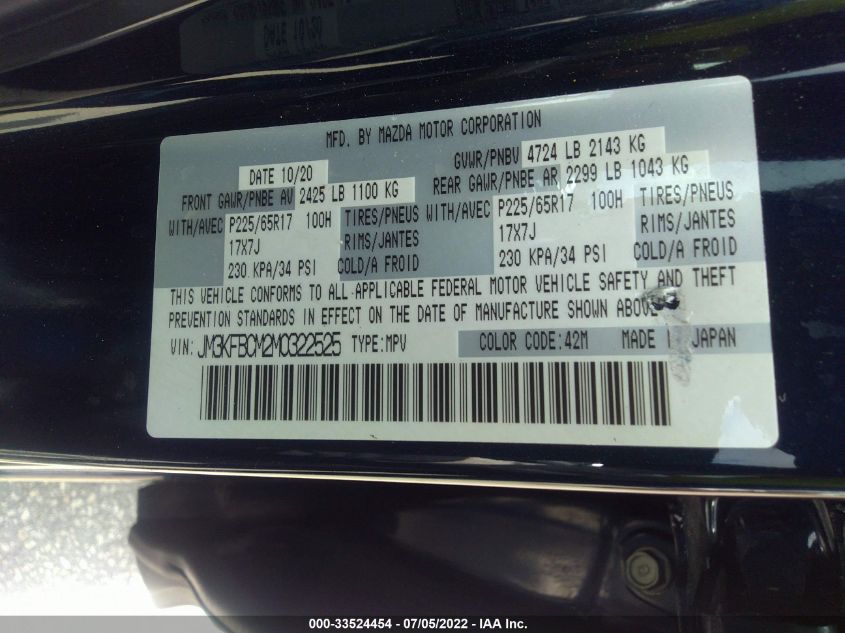 MFD. BY MAZDA MOTOR CORPORATION
DATE 10/20 GVWR/PNBV 4724 LB 2143 KG
FRONT GAWR/PNBE AV 2425 LB 1100 KG REAR GAWR/PNBE AR 2299 LB 1043 KG
WITH/AVEC P225/65R17 100H TIRES/PNEUS WITH/AVEC P225/65R17 100H TIRES/PNEUS
17X7J RIMS/JANTES 17X7J RIMS/JANTES
230 KPA/34 PSI COLD/A FROID 230 KPA/34 PSI COLD/A FROID
THIS VEHICLE CONFORMS TO ALL APPLICABLE FEDERAL MOTOR VEHICLE SAFETY AND THEFT
PREVENTION STANDARDS IN EFFECT ON THE DATE OF MANUFACTURE SHOWN ABOVE
VIN: JM3KFBCM2M0322525 TYPE:MPV COLOR CODE:42M MADE IN JAPAN
000-33524454 - 07/05/2022 - IAA Inc.